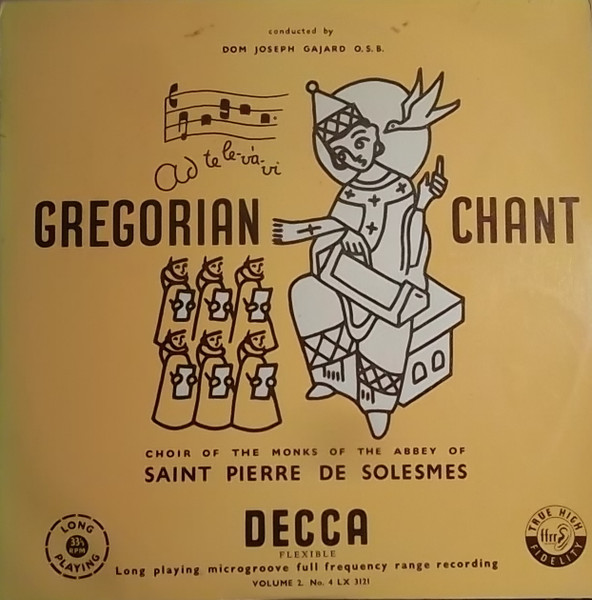 conducted by
DOM JOSEPH GAJARD O.S.B.
Ad te le-va-vi
GREGORIAN CHANT
CHOIR OF THE MONKS OF THE ABBEY OF
SAINT PIERRE DE SOLESMES
LONG
33⅓
RPM
PLAYING
DECCA
FLEXIBLE
Long playing microgroove full frequency range recording
VOLUME 2. No. 4 LX 3121
TRUE HIGH
ffrr
FIDELITY